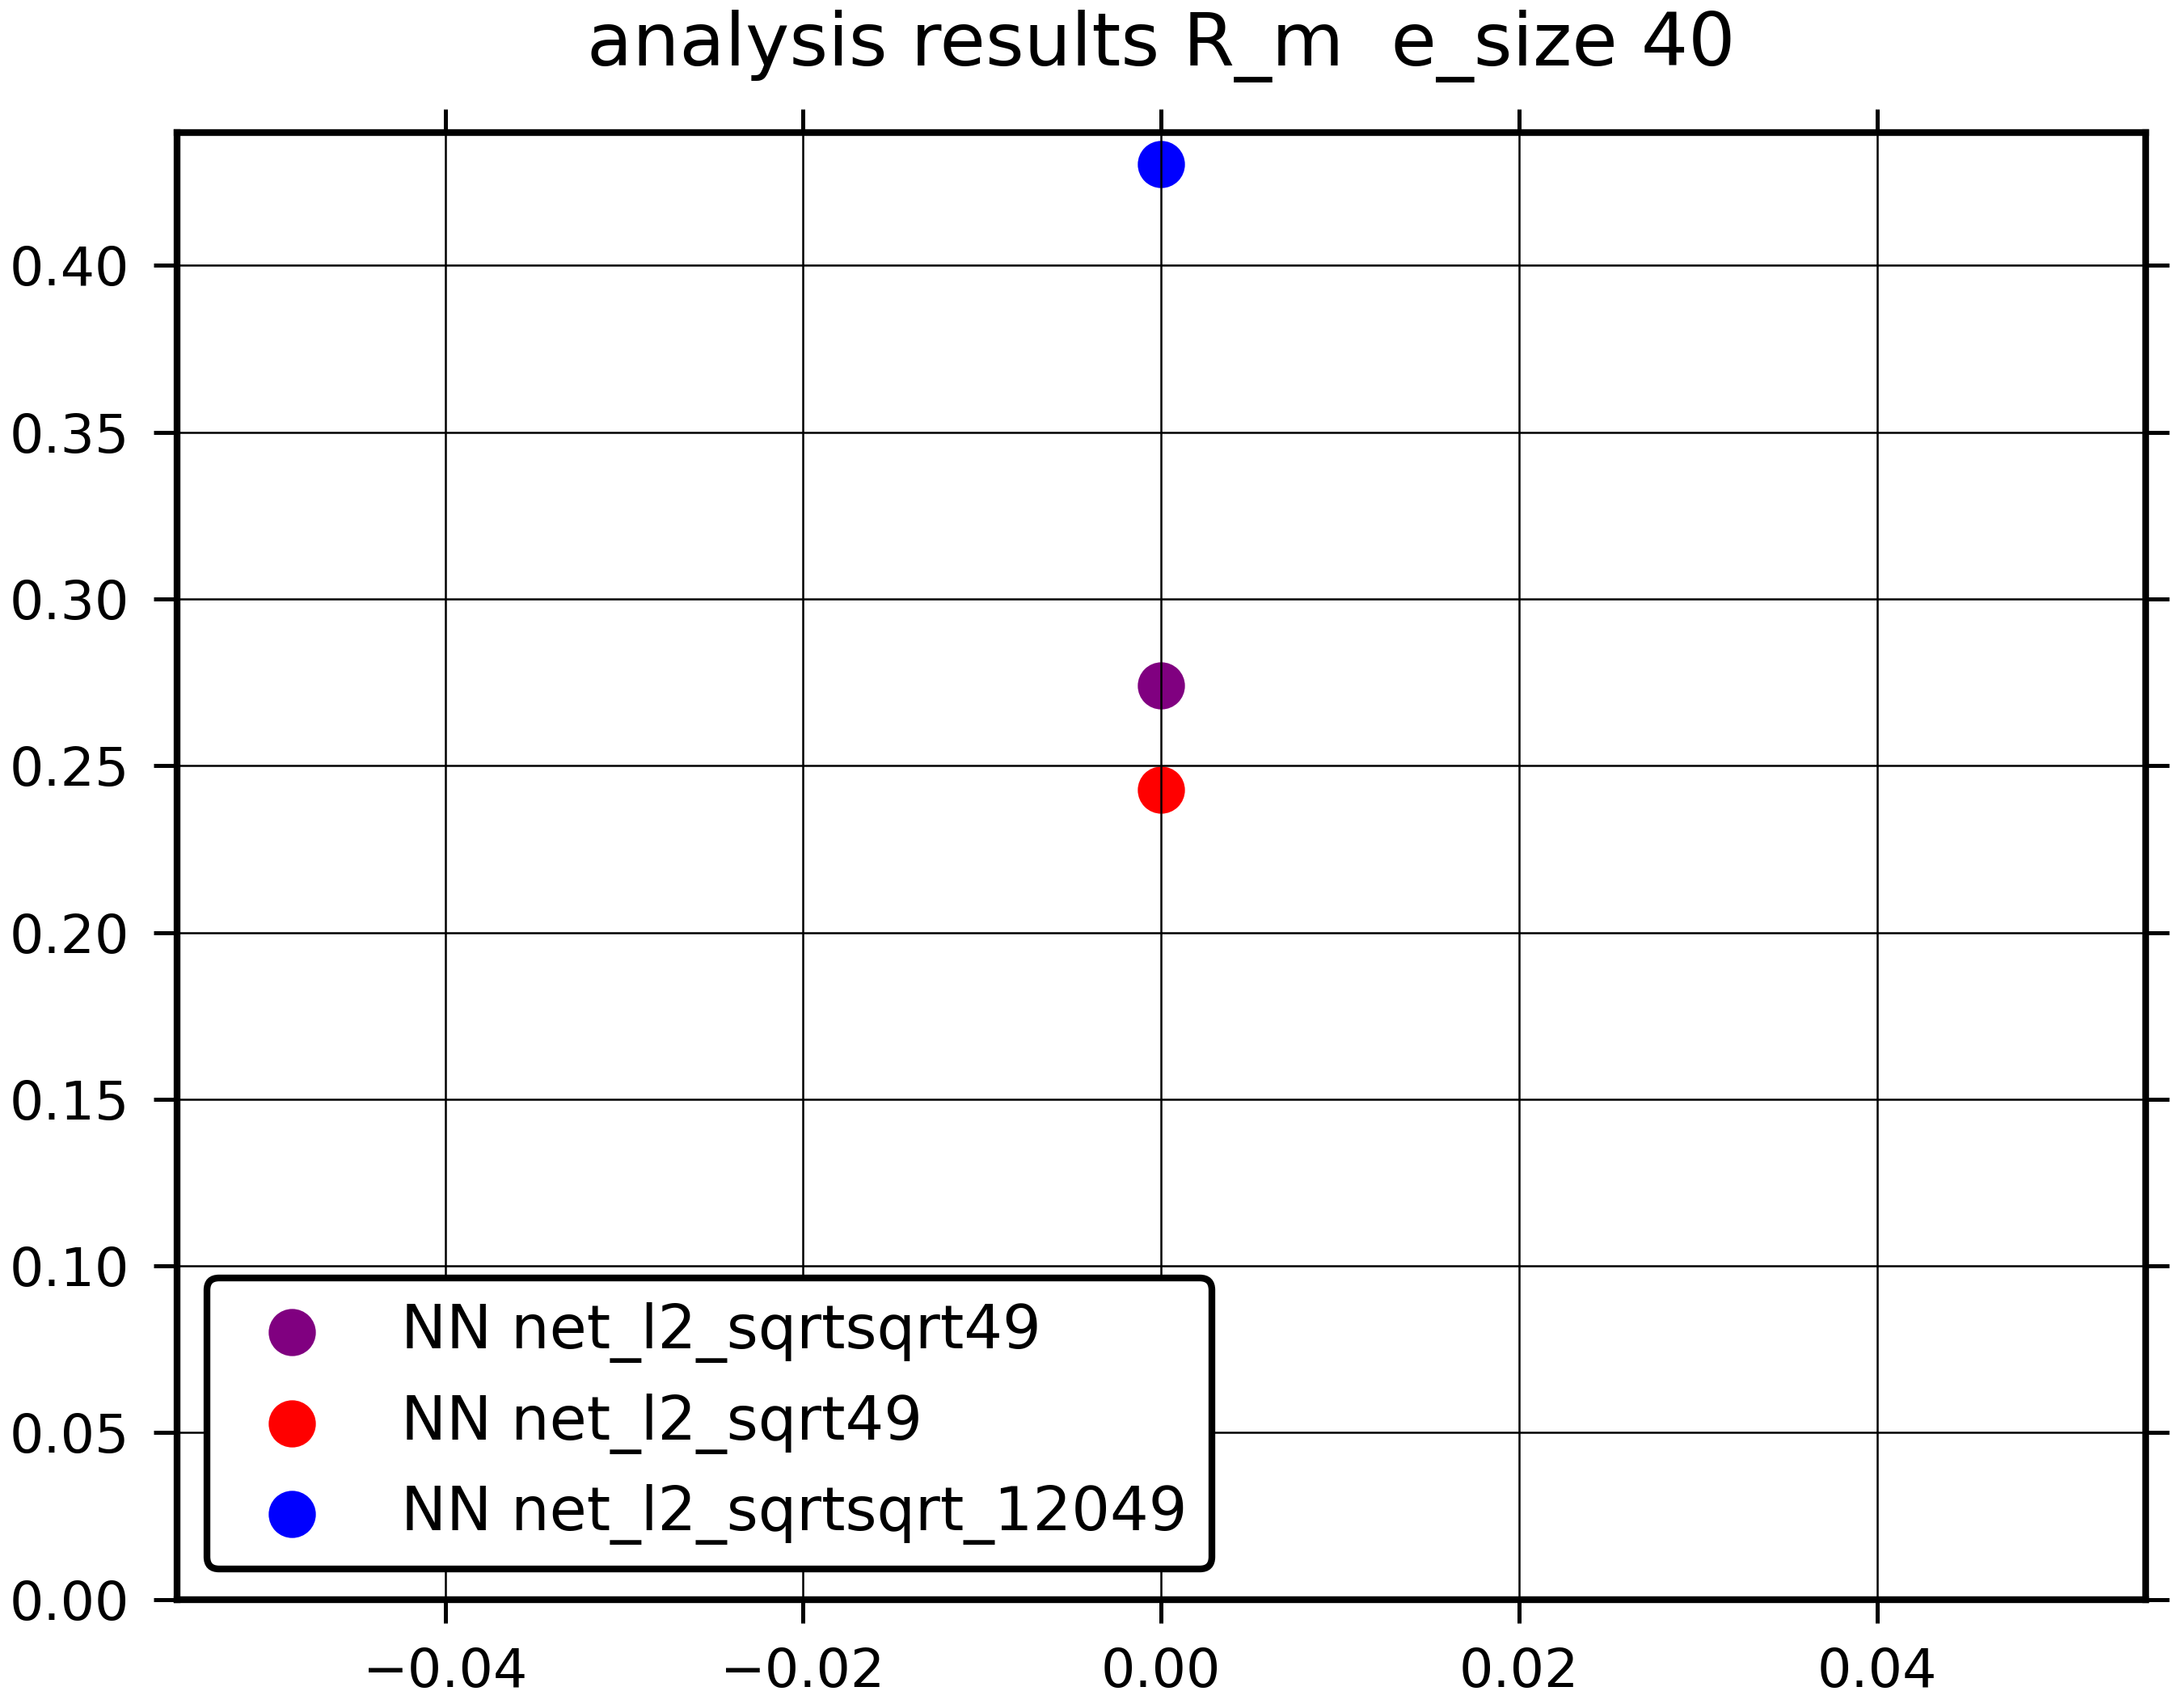 analysis results R_m  e_size 40
0.40
0.35
0.30
0.25
0.20
0.15
0.10
0.05
0.00
NN net_l2_sqrtsqrt49
NN net_l2_sqrt49
NN net_l2_sqrtsqrt_12049
−0.04 −0.02 0.00 0.02 0.04